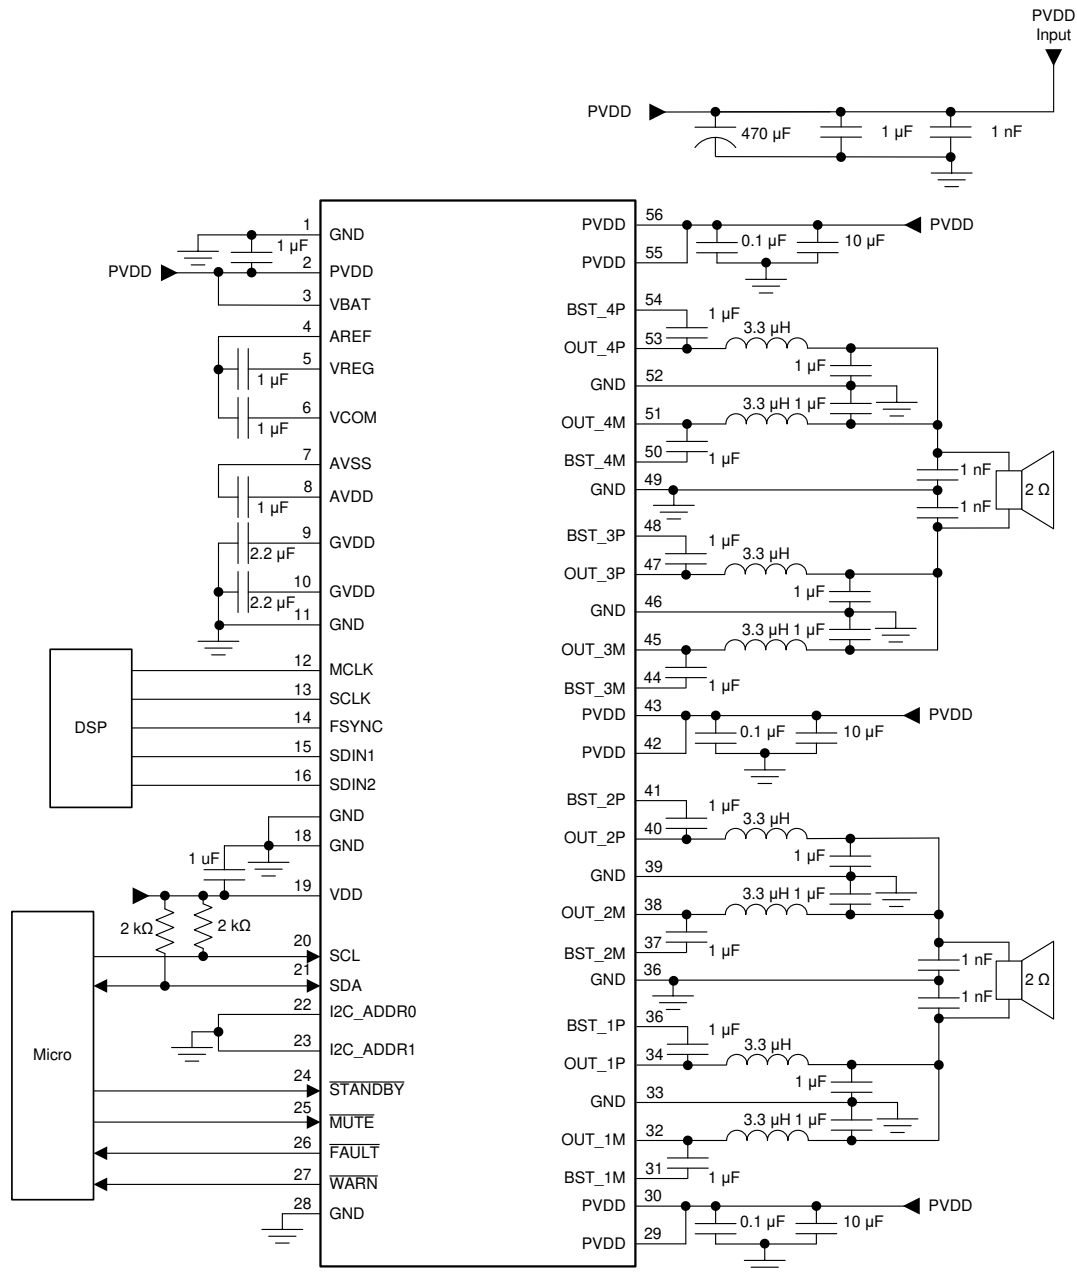 PVDD
Input
PVDD
470 µF
1 µF
1 nF
1
GND
1 µF
PVDD
2
PVDD
3
VBAT
4
AREF
5
VREG
1 µF
6
VCOM
1 µF
7
AVSS
8
AVDD
1 µF
9
GVDD
2.2 µF
10
GVDD
2.2 µF
11
GND
DSP
12
MCLK
13
SCLK
14
FSYNC
15
SDIN1
16
SDIN2
GND
18
GND
1 uF
19
VDD
2 kΩ
2 kΩ
Micro
20
SCL
21
SDA
22
I2C_ADDR0
23
I2C_ADDR1
24
STANDBY
25
MUTE
26
FAULT
27
WARN
28
GND
PVDD
56
PVDD
0.1 µF
10 µF
PVDD
55
BST_4P
54
1 µF
3.3 µH
OUT_4P
53
1 µF
GND
52
3.3 µH
1 µF
OUT_4M
51
BST_4M
50
1 µF
GND
49
1 nF
1 nF
2 Ω
BST_3P
48
1 µF
3.3 µH
OUT_3P
47
1 µF
GND
46
3.3 µH
1 µF
OUT_3M
45
BST_3M
44
1 µF
PVDD
43
PVDD
0.1 µF
10 µF
PVDD
42
BST_2P
41
1 µF
3.3 µH
OUT_2P
40
1 µF
GND
39
3.3 µH
1 µF
OUT_2M
38
BST_2M
37
1 µF
GND
36
1 nF
1 nF
2 Ω
BST_1P
36
1 µF
3.3 µH
OUT_1P
34
1 µF
GND
33
3.3 µH
1 µF
OUT_1M
32
BST_1M
31
1 µF
PVDD
30
PVDD
0.1 µF
10 µF
PVDD
29